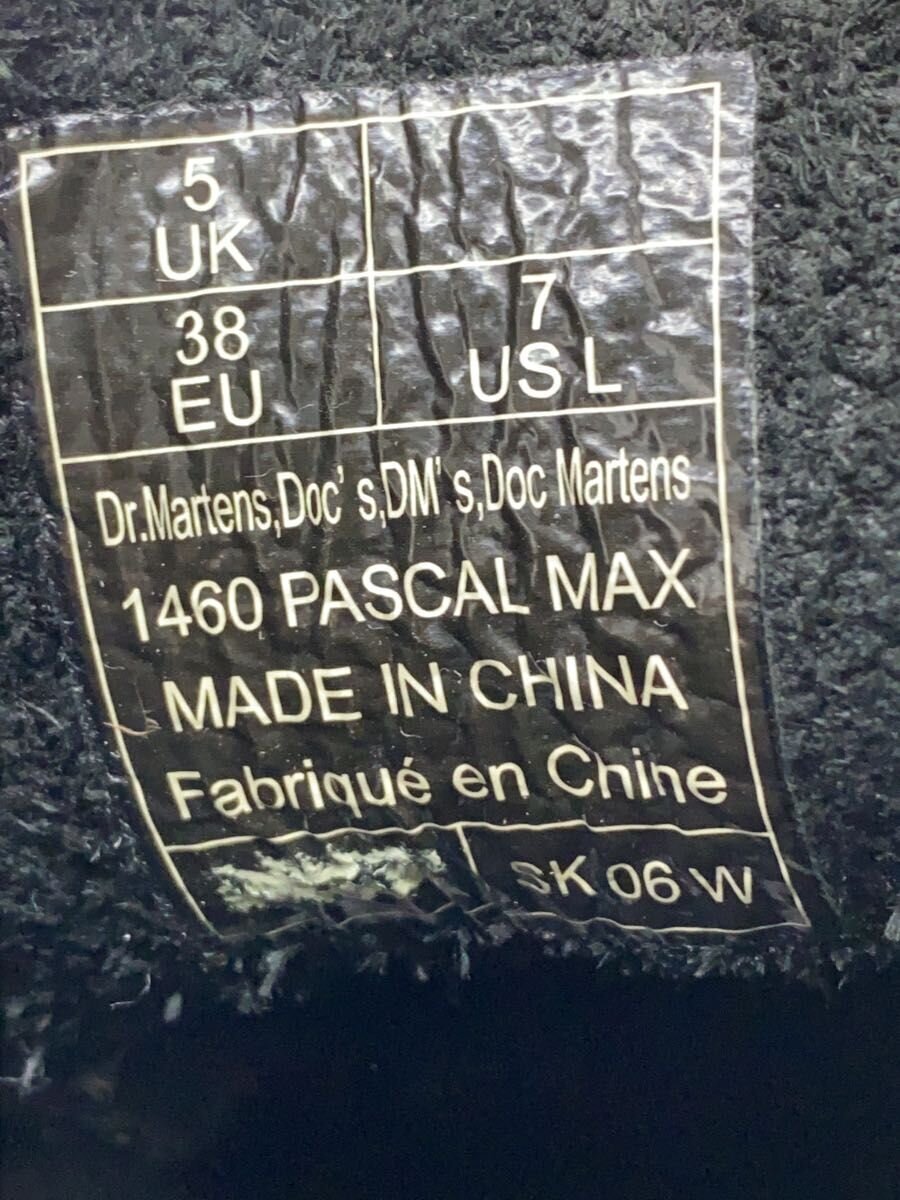 5
UK
38
EU
7
US L
Dr.Martens,Doc's,DM's,Doc Martens
1460 PASCAL MAX
MADE IN CHINA
Fabriqué en Chine
SK 06 W